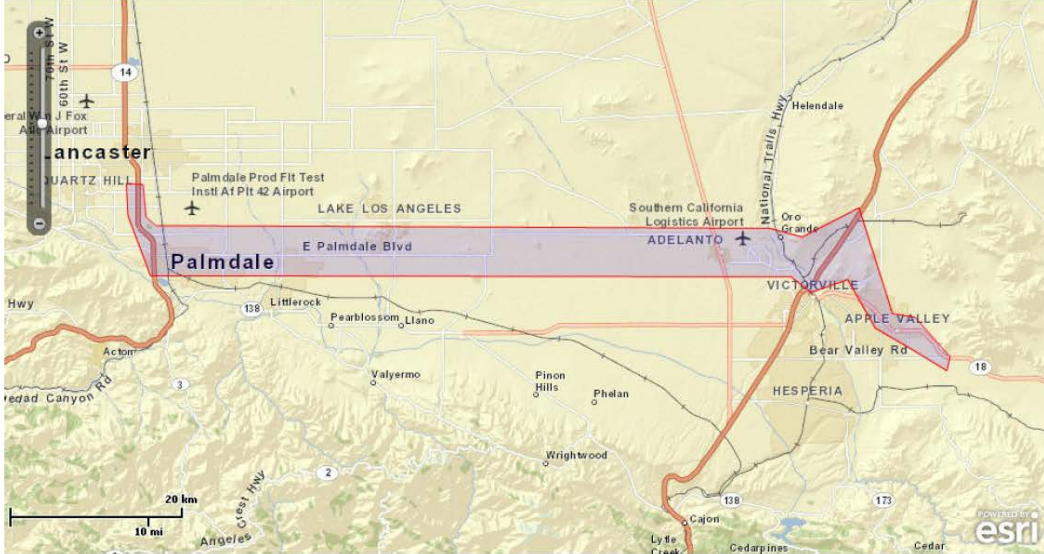 70th St W
60th St W
14
eral Wm J Fox
Airport
Lancaster
QUARTZ HILL
Palmdale Prod Flt Test
Instl Af Plt 42 Airport
LAKE LOS ANGELES
E Palmdale Blvd
Palmdale
Southern California
Logistics Airport
ADELANTO
National Trails Hwy
Helendale
Oro
Grande
VICTORVILLE
APPLE VALLEY
Bear Valley Rd
18
HESPERIA
Hwy
138
Littlerock
Pearblossom
Llano
Acton
3
edad Canyon Rd
Valyermo
Pinon
Hills
Phelan
Wrightwood
2
Angeles Crest Hwy
20 km
10 mi
138
173
Cajon
Lytle
Creek
Cedarpines
Cedar
POWERED BY
esri